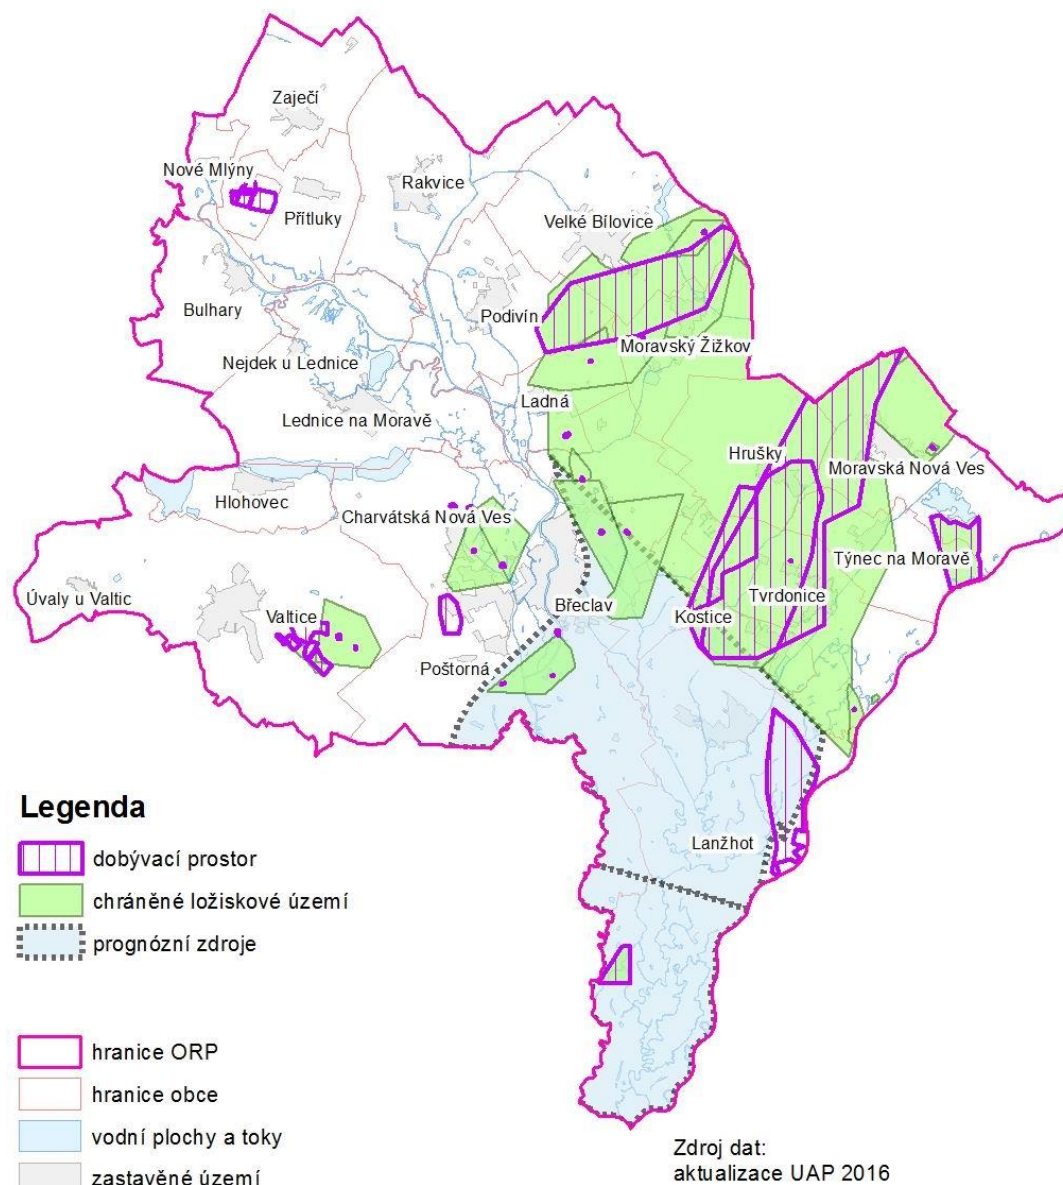 Zaječí
Nové Mlýny
Rakvice
Přítluky
Velké Bílovice
Bulhary
Podivín
Moravský Žižkov
Nejdek u Lednice
Ladná
Lednice na Moravě
Hrušky
Moravská Nová Ves
Hlohovec
Charvátská Nová Ves
Týnec na Moravě
Úvaly u Valtic
Tvrdonice
Břeclav
Valtice
Kostice
Poštorná
Legenda
Lanžhot
dobývací prostor
chráněné ložiskové území
prognózní zdroje
hranice ORP
hranice obce
vodní plochy a toky
Zdroj dat:
aktualizace UAP 2016
zastavěné území